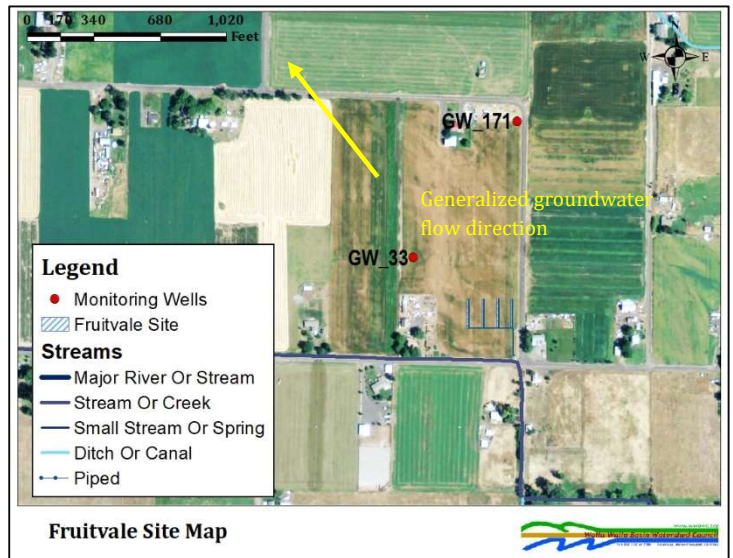 0 170 340 680 1,020
Feet
N
W E
S
GW_171
Generalized groundwater
flow direction
GW_33
Legend
Monitoring Wells
Fruitvale Site
Streams
Major River Or Stream
Stream Or Creek
Small Stream Or Spring
Ditch Or Canal
Piped
Fruitvale Site Map
Walla Walla Basin Watershed Council